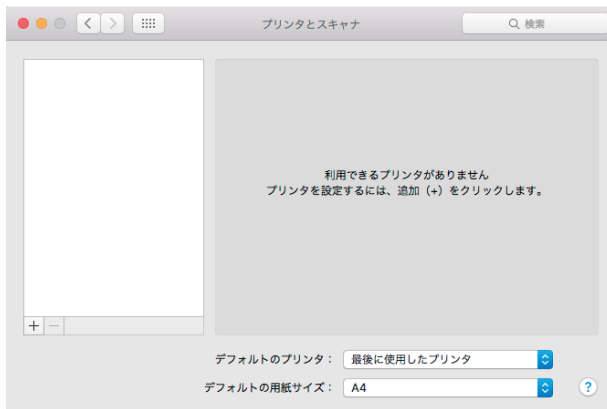 プリンタとスキャナ
検索
利用できるプリンタがありません
プリンタを設定するには、追加（+）をクリックします。
+ −
デフォルトのプリンタ： 最後に使用したプリンタ
デフォルトの用紙サイズ： A4 ?